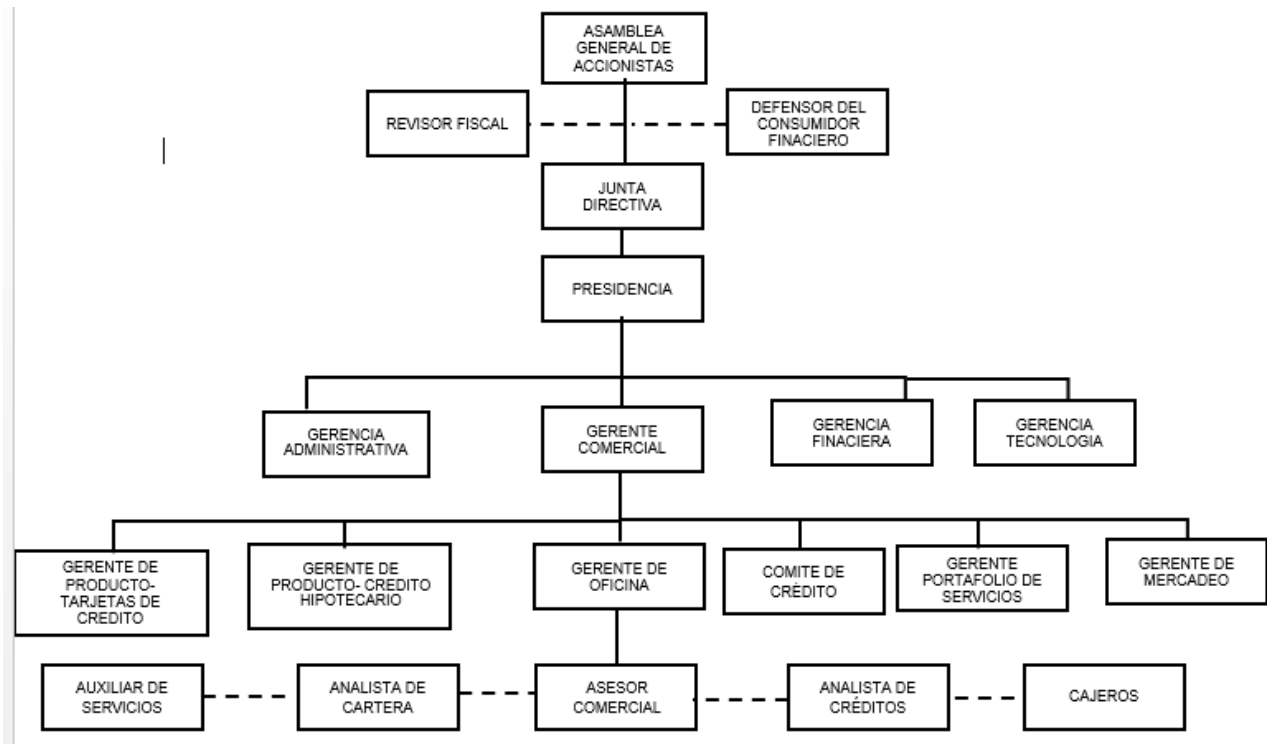 ASAMBLEA
GENERAL DE
ACCIONISTAS
REVISOR FISCAL
DEFENSOR DEL
CONSUMIDOR
FINACIERO
JUNTA
DIRECTIVA
PRESIDENCIA
GERENCIA
ADMINISTRATIVA
GERENTE
COMERCIAL
GERENCIA
FINACIERA
GERENCIA
TECNOLOGIA
GERENTE DE
PRODUCTO-
TARJETAS DE
CREDITO
GERENTE DE
PRODUCTO- CREDITO
HIPOTECARIO
GERENTE DE
OFICINA
COMITE DE
CRÉDITO
GERENTE
PORTAFOLIO DE
SERVICIOS
GERENTE DE
MERCADEO
AUXILIAR DE
SERVICIOS
ANALISTA DE
CARTERA
ASESOR
COMERCIAL
ANALISTA DE
CRÉDITOS
CAJEROS